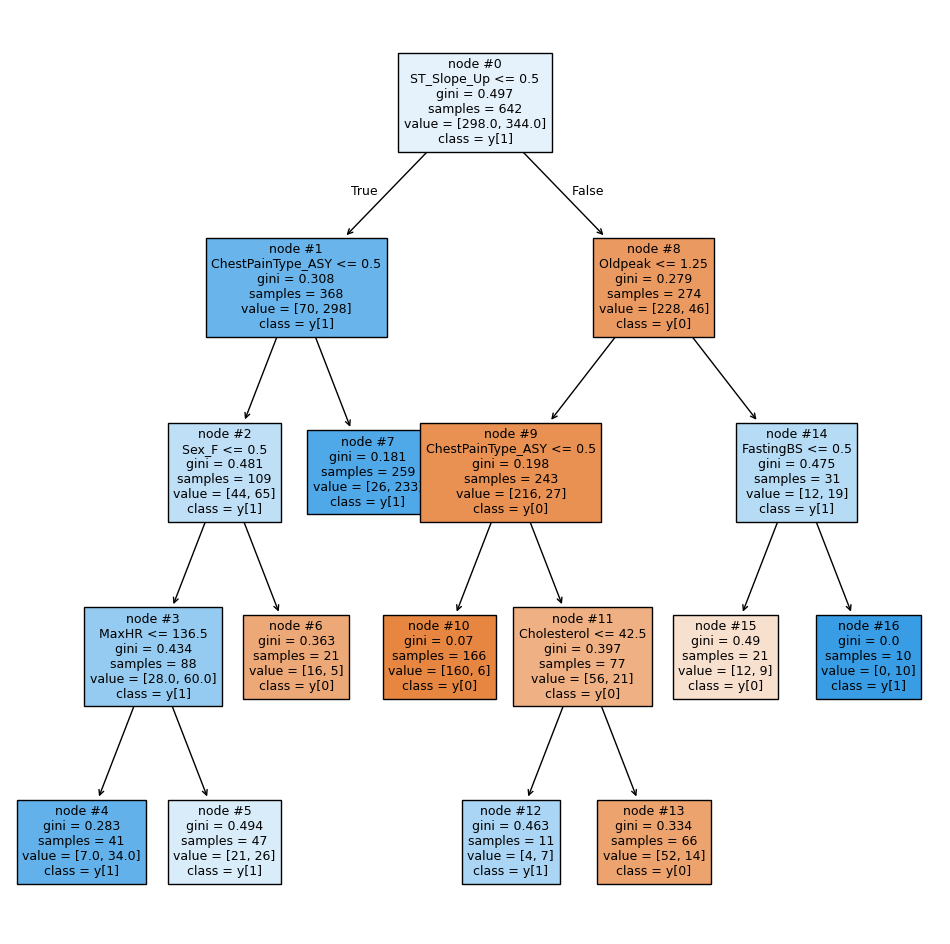 node #0
ST_Slope_Up <= 0.5
gini = 0.497
samples = 642
value = [298.0, 344.0]
class = y[1]
True
False
node #1
ChestPainType_ASY <= 0.5
gini = 0.308
samples = 368
value = [70, 298]
class = y[1]
node #8
Oldpeak <= 1.25
gini = 0.279
samples = 274
value = [228, 46]
class = y[0]
node #2
Sex_F <= 0.5
gini = 0.481
samples = 109
value = [44, 65]
class = y[1]
node #7
gini = 0.181
samples = 259
value = [26, 233
class = y[1]
node #9
ChestPainType_ASY <= 0.5
gini = 0.198
samples = 243
value = [216, 27]
class = y[0]
node #14
FastingBS <= 0.5
gini = 0.475
samples = 31
value = [12, 19]
class = y[1]
node #3
MaxHR <= 136.5
gini = 0.434
samples = 88
value = [28.0, 60.0]
class = y[1]
node #6
gini = 0.363
samples = 21
value = [16, 5]
class = y[0]
node #10
gini = 0.07
samples = 166
value = [160, 6]
class = y[0]
node #11
Cholesterol <= 42.5
gini = 0.397
samples = 77
value = [56, 21]
class = y[0]
node #15
gini = 0.49
samples = 21
value = [12, 9]
class = y[0]
node #16
gini = 0.0
samples = 10
value = [0, 10]
class = y[1]
node #4
gini = 0.283
samples = 41
value = [7.0, 34.0]
class = y[1]
node #5
gini = 0.494
samples = 47
value = [21, 26]
class = y[1]
node #12
gini = 0.463
samples = 11
value = [4, 7]
class = y[1]
node #13
gini = 0.334
samples = 66
value = [52, 14]
class = y[0]